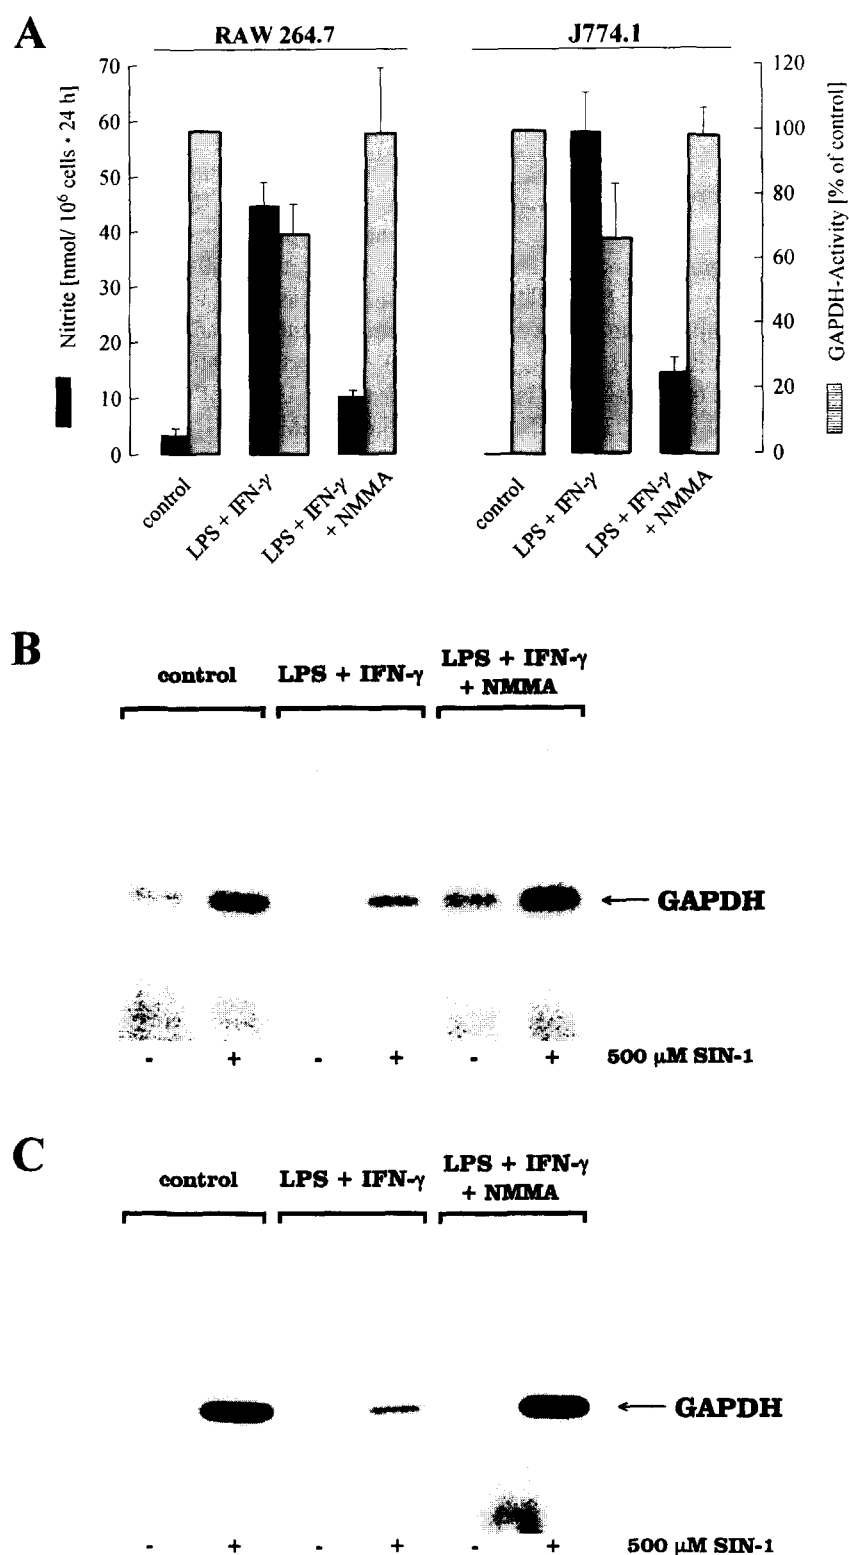 A
RAW 264.7
J774.1
Nitrite [nmol/ 10⁶ cells • 24 h]
70
60
50
40
30
20
10
0
120
100
80
60
40
20
0
GAPDH-Activity [% of control]
control
LPS + IFN-γ
LPS + IFN-γ
+ NMMA
control
LPS + IFN-γ
LPS + IFN-γ
+ NMMA
B
control
LPS + IFN-γ
LPS + IFN-γ
+ NMMA
← GAPDH
- + - + - + 500 μM SIN-1
C
control
LPS + IFN-γ
LPS + IFN-γ
+ NMMA
← GAPDH
- + - + - + 500 μM SIN-1